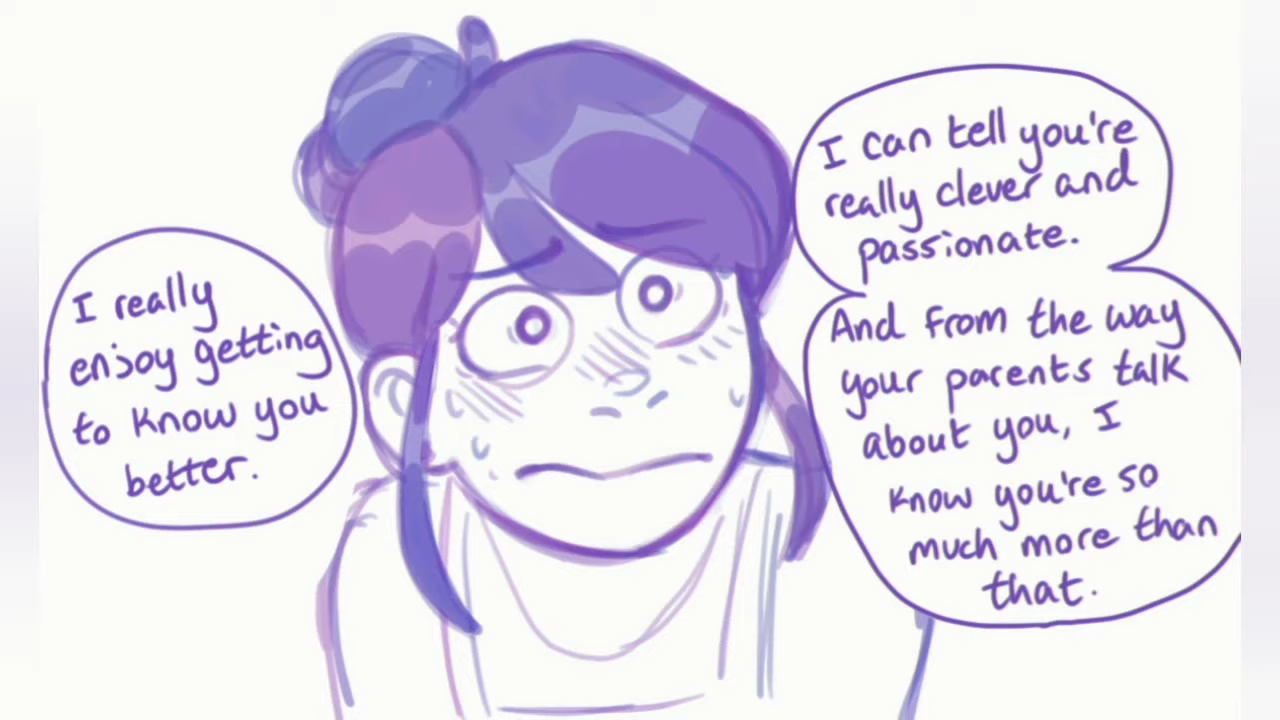 I really
enjoy getting
to know you
better.
I can tell you're
really clever and
passionate.
And from the way
your parents talk
about you, I
know you're so
much more than
that.